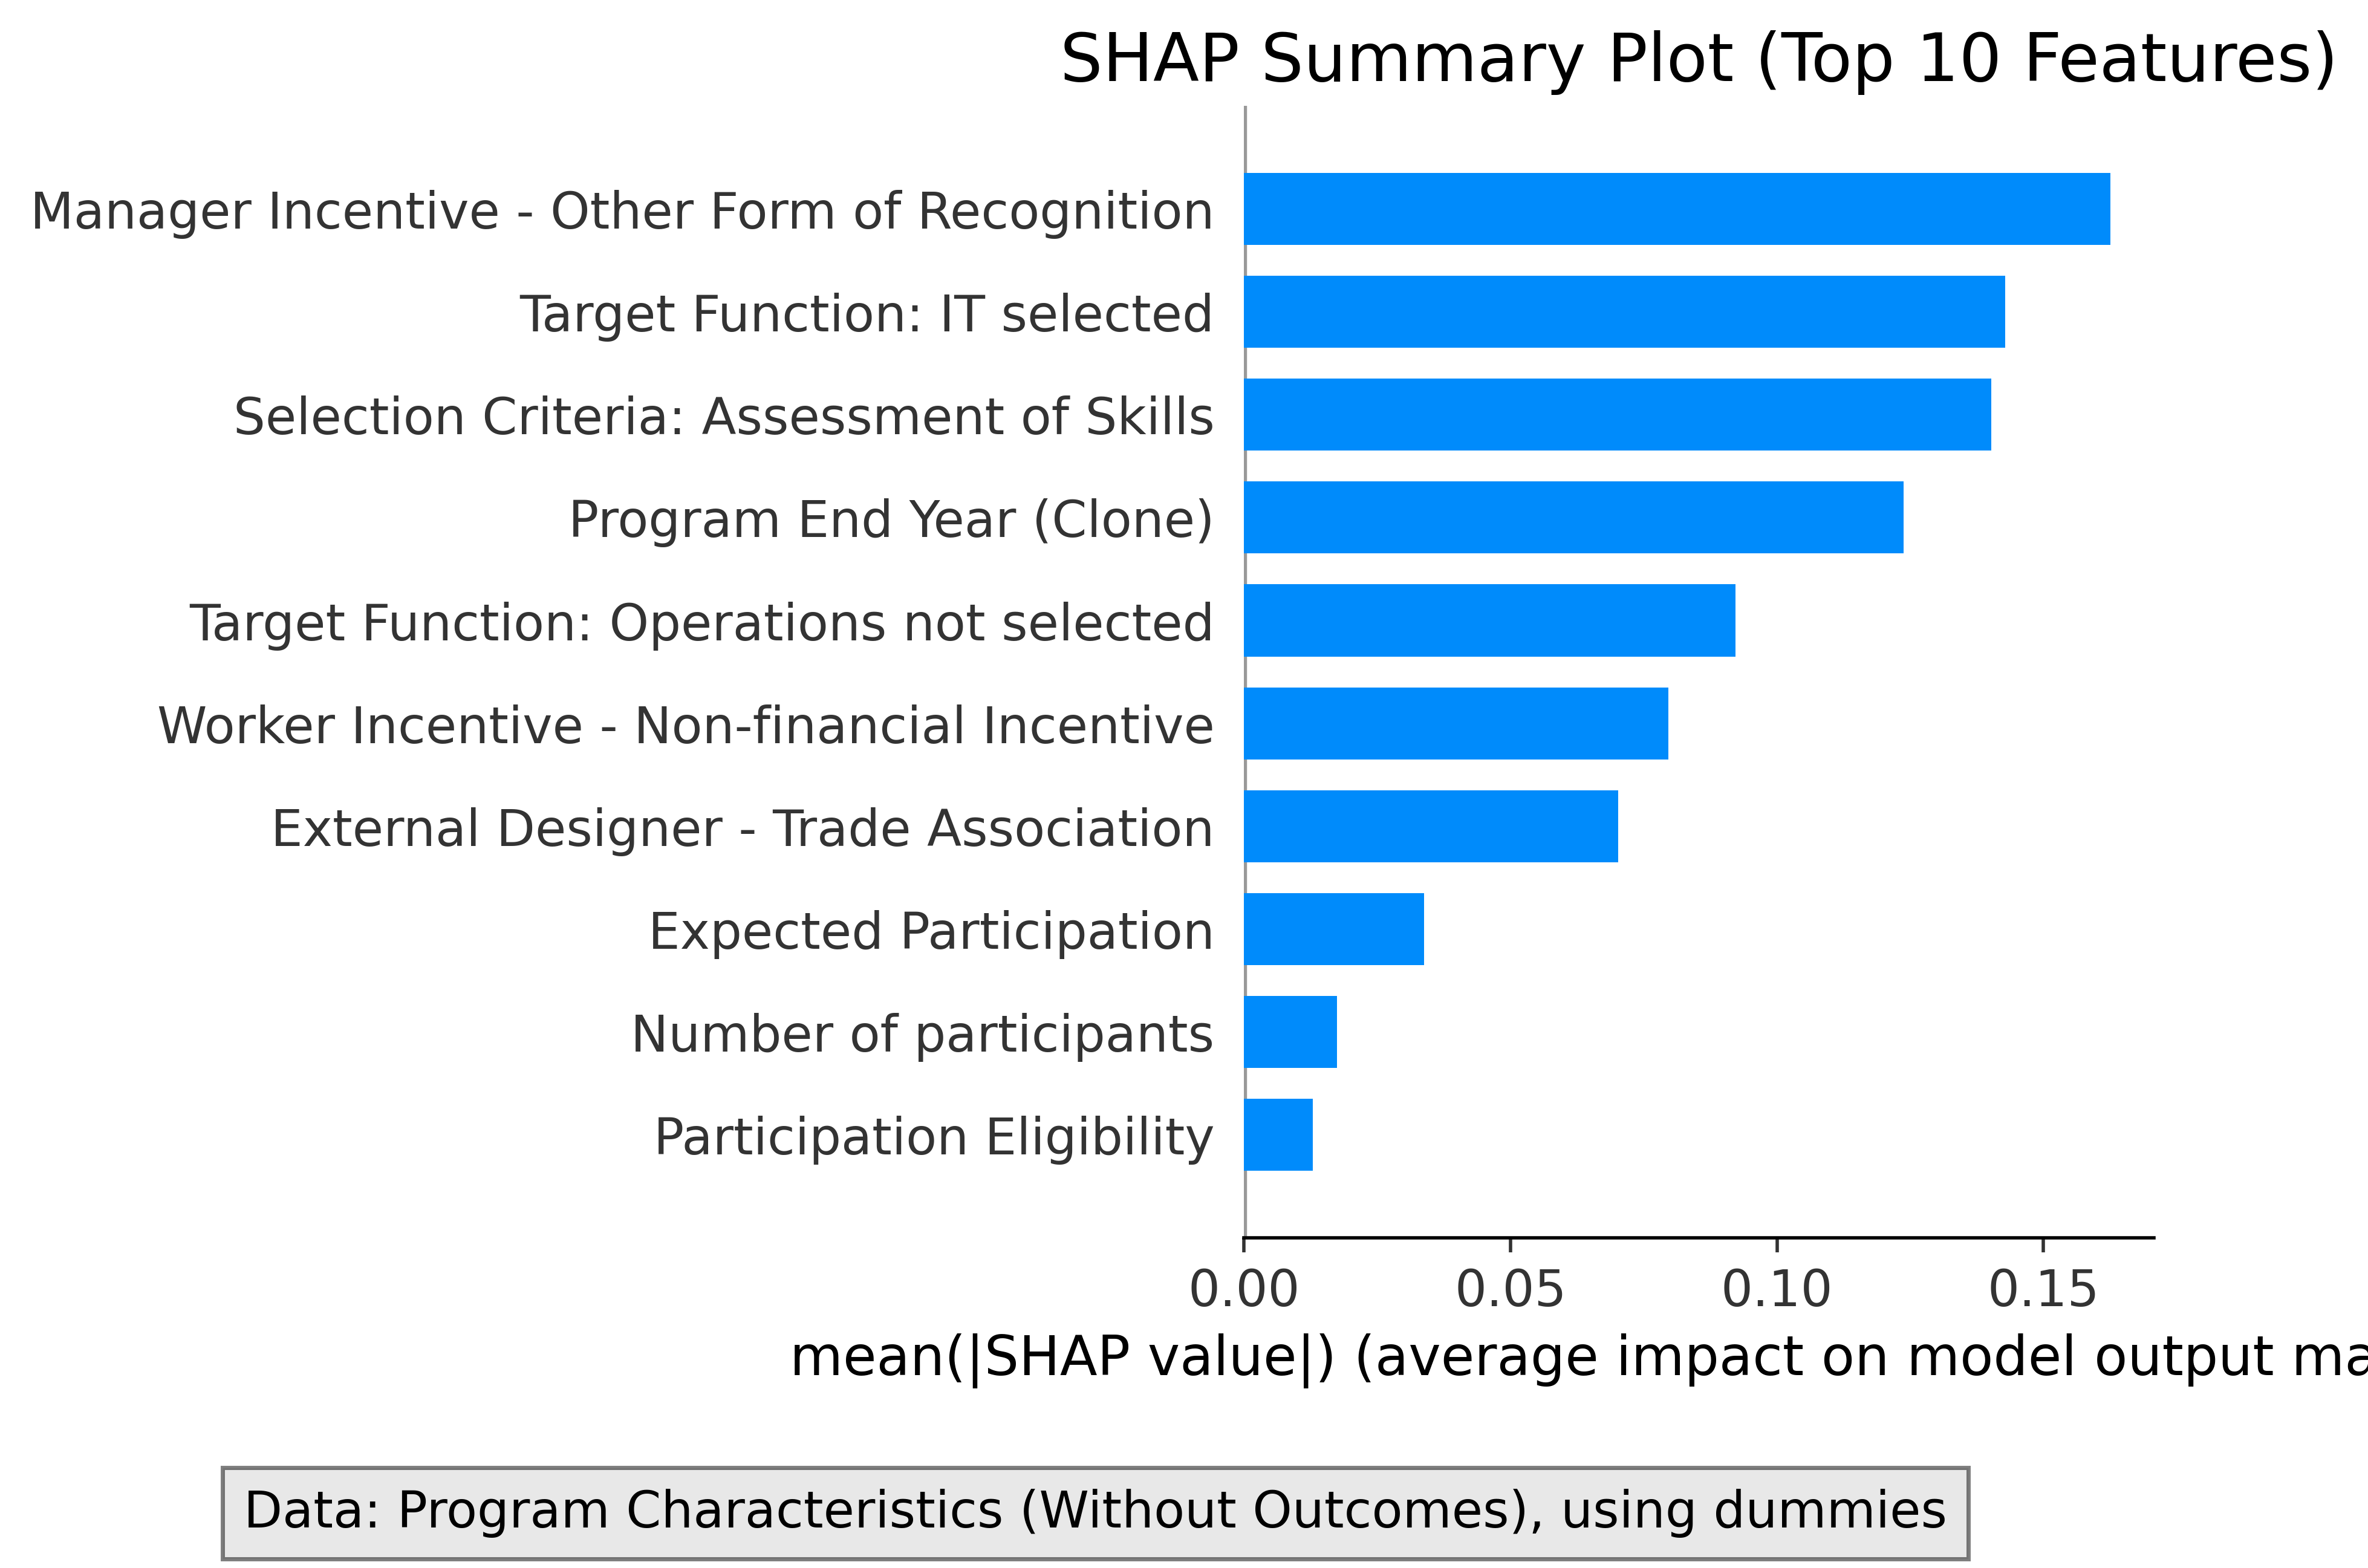 SHAP Summary Plot (Top 10 Features)
Manager Incentive - Other Form of Recognition
Target Function: IT selected
Selection Criteria: Assessment of Skills
Program End Year (Clone)
Target Function: Operations not selected
Worker Incentive - Non-financial Incentive
External Designer - Trade Association
Expected Participation
Number of participants
Participation Eligibility
0.00 0.05 0.10 0.15
mean(|SHAP value|) (average impact on model output ma
Data: Program Characteristics (Without Outcomes), using dummies